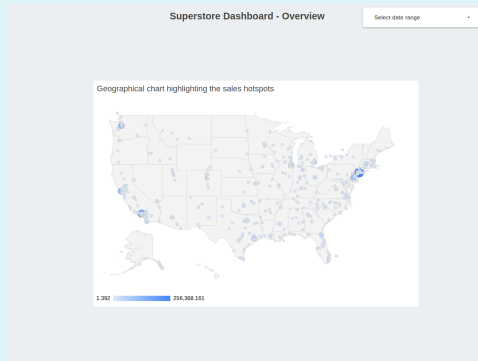 Superstore Dashboard - Overview
Select date range
Geographical chart highlighting the sales hotspots
1.392
256,368.161